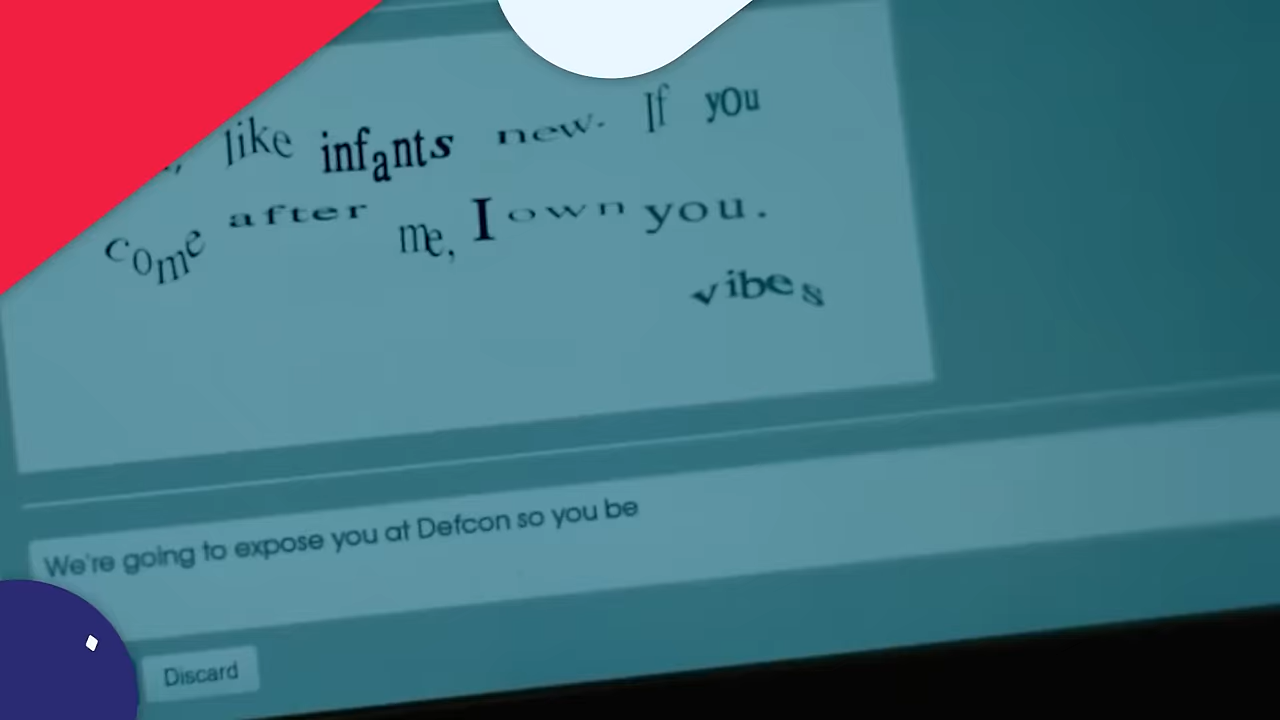 like infants new. If you
come after me, I own you.
vibes
We're going to expose you at Defcon so you be
Discard